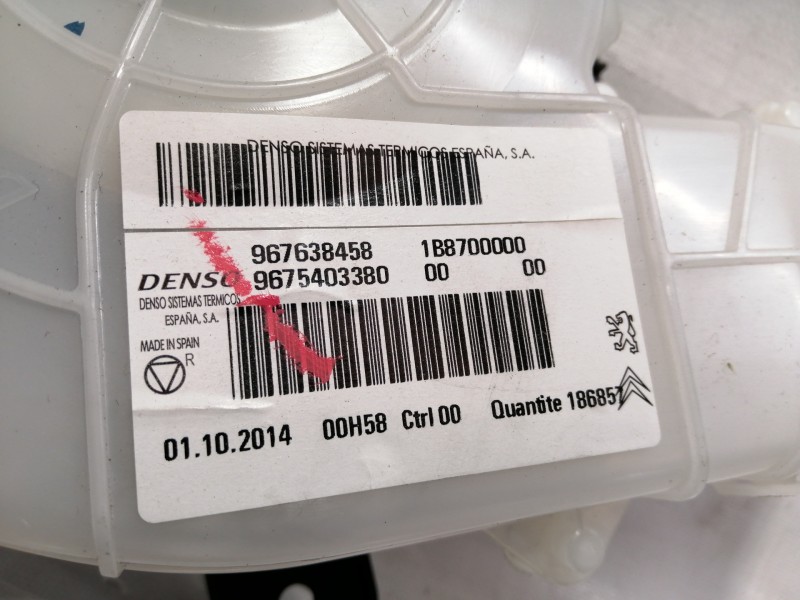 DENSO SISTEMAS TERMICOS ESPAÑA, S.A.
967638458 1B8700000
DENSO 9675403380 00 00
DENSO SISTEMAS TERMICOS
ESPAÑA, S.A.
MADE IN SPAIN
R
01.10.2014 00H58 Ctrl 00 Quantite 186857